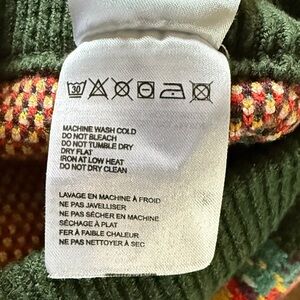 30
MACHINE WASH COLD
DO NOT BLEACH
DO NOT TUMBLE DRY
DRY FLAT
IRON AT LOW HEAT
DO NOT DRY CLEAN
LAVAGE EN MACHINE À FROID
NE PAS JAVELLISER
NE PAS SÉCHER EN MACHINE
SÉCHAGE À PLAT
FER À FAIBLE CHALEUR
NE PAS NETTOYER À SEC